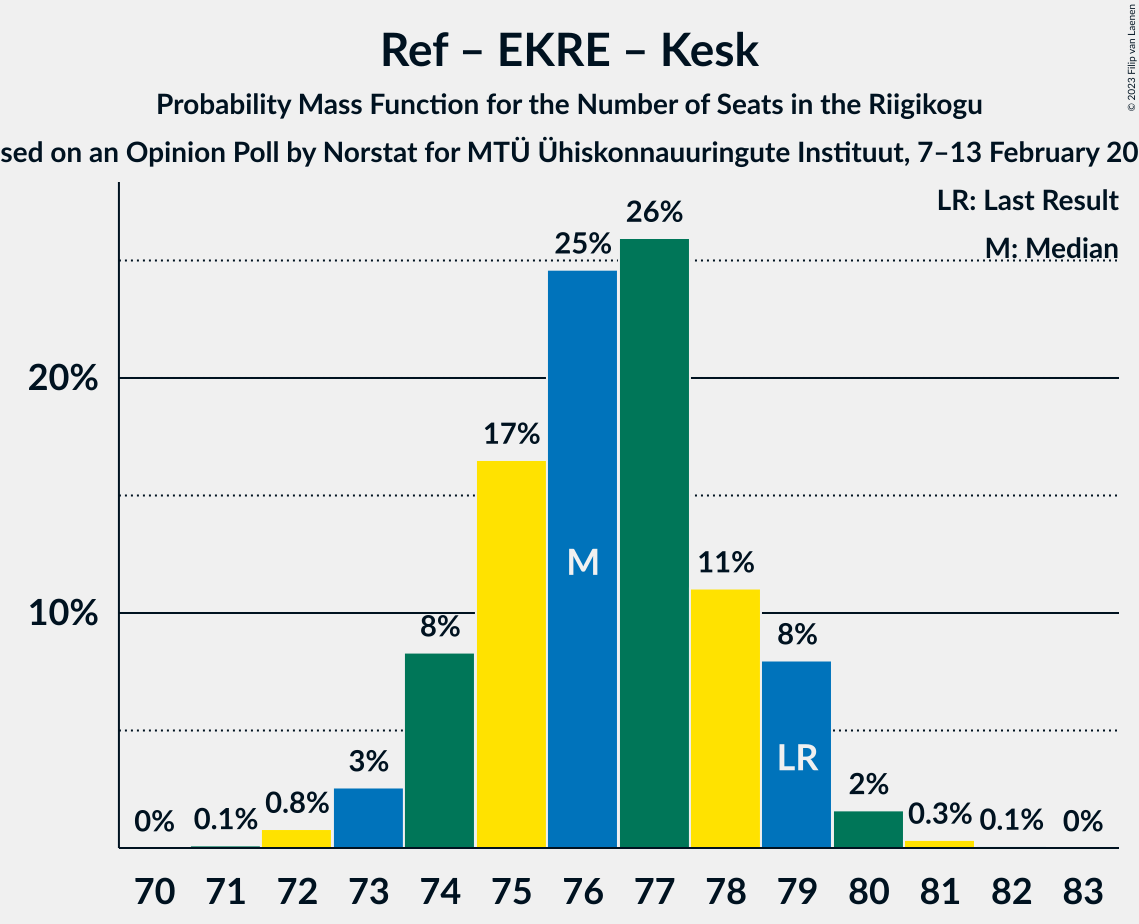 Ref – EKRE – Kesk
Probability Mass Function for the Number of Seats in the Riigikogu
sed on an Opinion Poll by Norstat for MTÜ Ühiskonnauuringute Instituut, 7–13 February 20
© 2023 Filip van Laenen
LR: Last Result
M: Median
26%
25%
20%
17%
M
11%
10%
8%
8%
LR
3%
2%
0%
0.1%
0.8%
0.3%
0.1%
0%
70 71 72 73 74 75 76 77 78 79 80 81 82 83